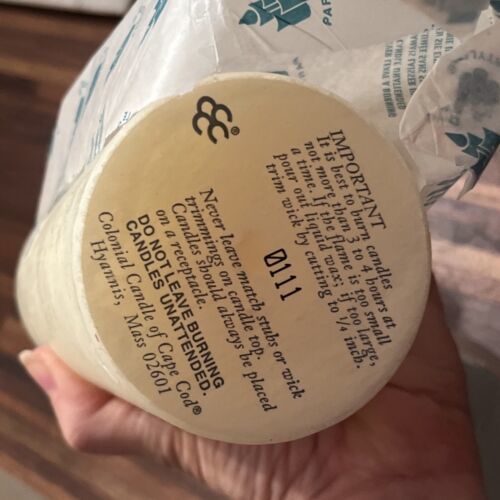 IMPORTANT
It is best to burn candles
not more than 3 to 4 hours at
a time. If the flame is too small
pour out liquid wax; if too large,
trim wick by cutting to 1/4 inch.
0111
Never leave match stubs or wick
trimmings on candle top.
Candles should always be placed
on a receptacle.
DO NOT LEAVE BURNING
CANDLES UNATTENDED.
Colonial Candle of Cape Cod®
Hyannis, Mass 02601